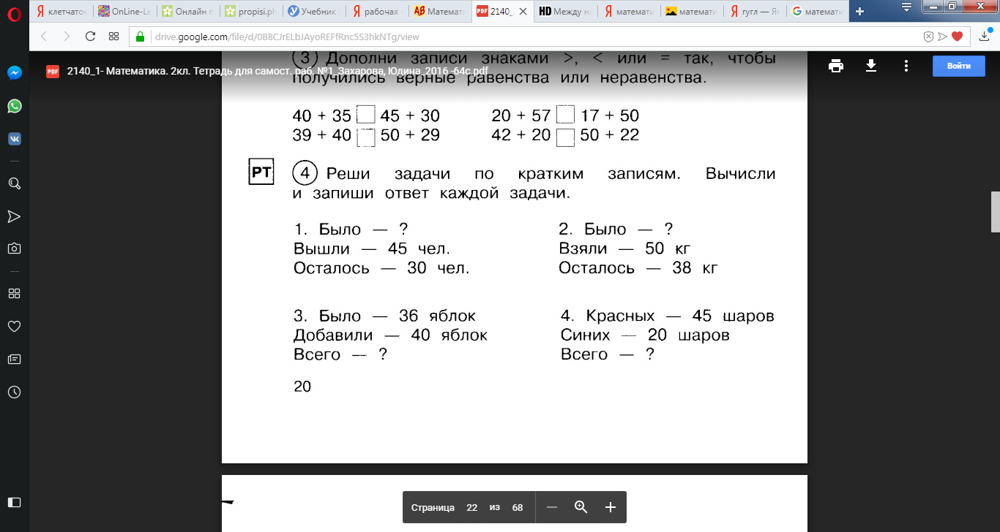 клетчатое
OnLine-Le
Онлайн п
propisi.ph
Учебник
рабочая т
Математи
2140_
Между на
математи
математи
гугл — Ян
математи
drive.google.com/file/d/0B8CJrELbJAyoREFfRnc5S3hkNTg/view
③ Дополни записи знаками >, < или = так, чтобы
2140_1- Математика. 2кл. Тетрадь для самост. раб. №1_Захарова, Юдина_2016 -64с.pdf
Войти
получились верные равенства или неравенства.
40 + 35 □ 45 + 30 20 + 57 □ 17 + 50
39 + 40 □ 50 + 29 42 + 20 □ 50 + 22
РТ ④ Реши задачи по кратким записям. Вычисли
и запиши ответ каждой задачи.
1. Было — ?
Вышли — 45 чел.
Осталось — 30 чел.
2. Было — ?
Взяли — 50 кг
Осталось — 38 кг
3. Было — 36 яблок
Добавили — 40 яблок
Всего — ?
4. Красных — 45 шаров
Синих — 20 шаров
Всего — ?
20
Страница 22 из 68